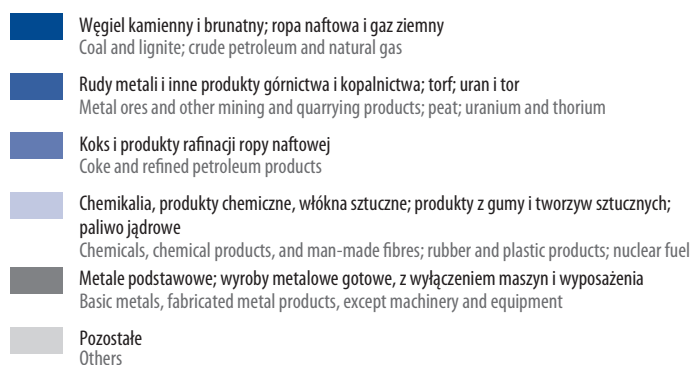 Węgiel kamienny i brunatny; ropa naftowa i gaz ziemny
Coal and lignite; crude petroleum and natural gas
Rudy metali i inne produkty górnictwa i kopalnictwa; torf; uran i tor
Metal ores and other mining and quarrying products; peat; uranium and thorium
Koks i produkty rafinacji ropy naftowej
Coke and refined petroleum products
Chemikalia, produkty chemiczne, włókna sztuczne; produkty z gumy i tworzyw sztucznych;
paliwo jądrowe
Chemicals, chemical products, and man-made fibres; rubber and plastic products; nuclear fuel
Metale podstawowe; wyroby metalowe gotowe, z wyłączeniem maszyn i wyposażenia
Basic metals, fabricated metal products, except machinery and equipment
Pozostałe
Others